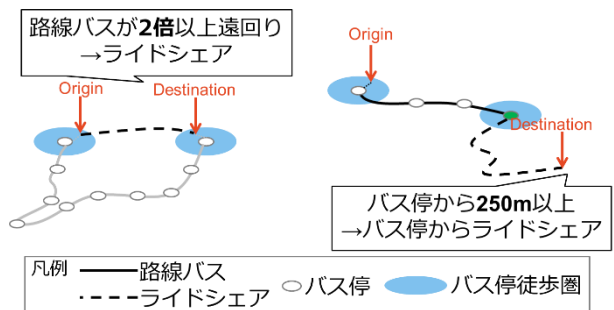 路線バスが2倍以上遠回り
→ライドシェア
Origin
Destination
Origin
Destination
バス停から250m以上
→バス停からライドシェア
凡例
路線バス
ライドシェア
バス停
バス停徒歩圏